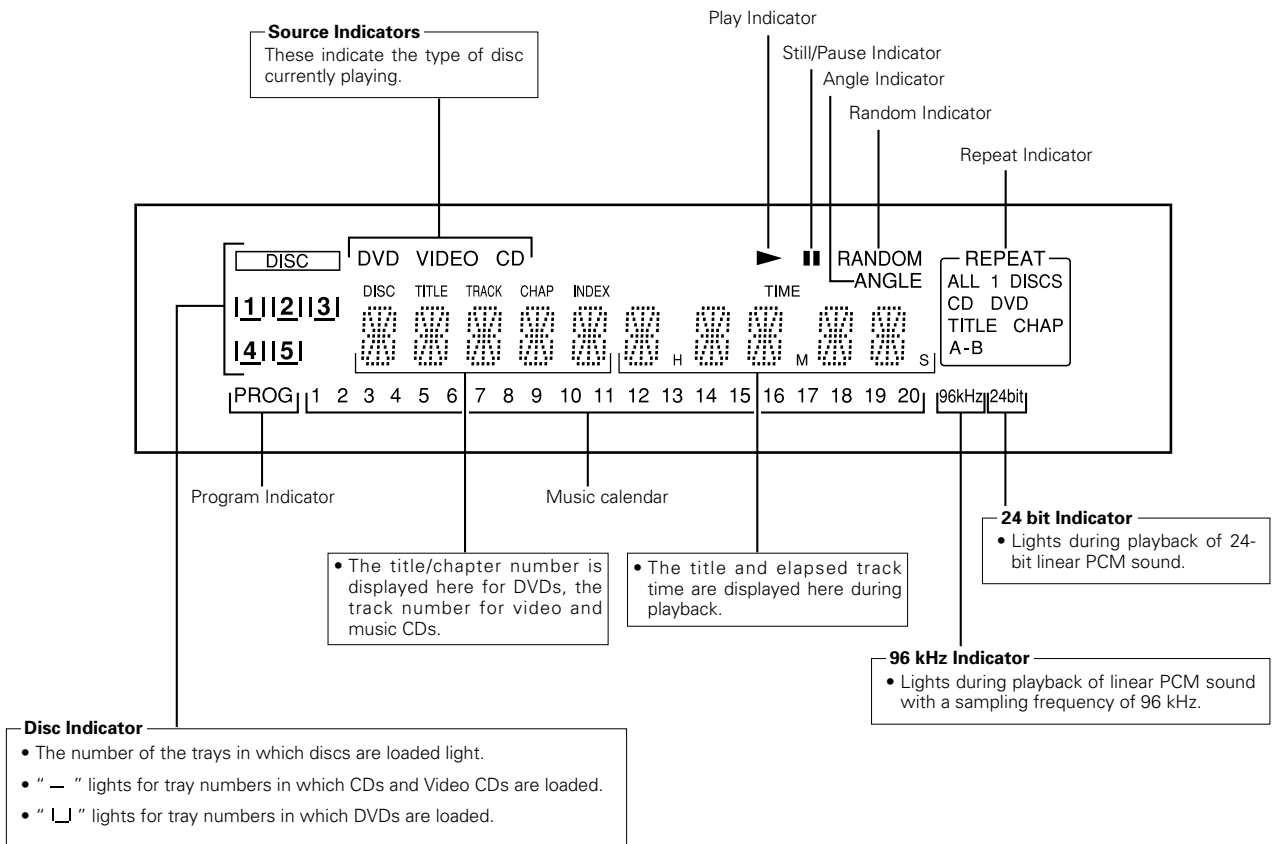 Play Indicator
Source Indicators
These indicate the type of disc
currently playing.
Still/Pause Indicator
Angle Indicator
Random Indicator
Repeat Indicator
DISC
DVD VIDEO CD
RANDOM
ANGLE
REPEAT
ALL 1 DISCS
CD DVD
TITLE CHAP
A-B
DISC TITLE TRACK CHAP INDEX TIME
1 2 3
4 5
H M S
PROG 1 2 3 4 5 6 7 8 9 10 11 12 13 14 15 16 17 18 19 20 96kHz 24bit
Program Indicator
Music calendar
24 bit Indicator
• Lights during playback of 24-
bit linear PCM sound.
• The title/chapter number is
displayed here for DVDs, the
track number for video and
music CDs.
• The title and elapsed track
time are displayed here during
playback.
96 kHz Indicator
• Lights during playback of linear PCM sound
with a sampling frequency of 96 kHz.
Disc Indicator
• The number of the trays in which discs are loaded light.
• “ — ” lights for tray numbers in which CDs and Video CDs are loaded.
• “ |_| ” lights for tray numbers in which DVDs are loaded.